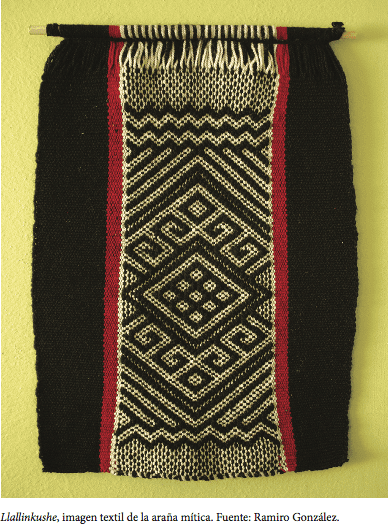 Llallinkushe, imagen textil de la araña mítica. Fuente: Ramiro González.